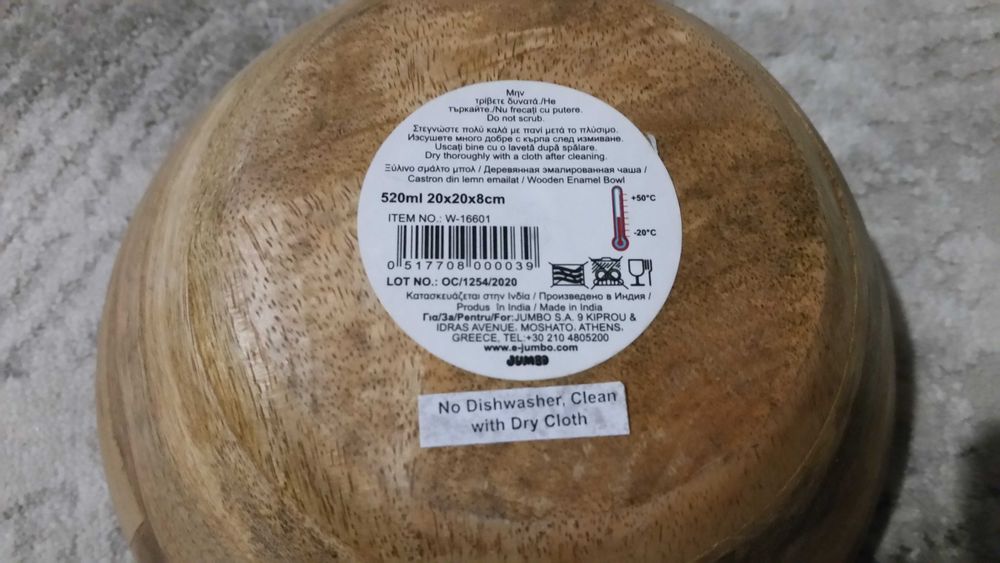 Μην
τρίβετε δυνατά./Не
търкайте./Nu frecați cu putere.
Do not scrub.
Στεγνώστε πολύ καλά με πανί μετά το πλύσιμο.
Изсушете много добре с кърпа след измиване.
Uscați bine cu o lavetă după spălare.
Dry thoroughly with a cloth after cleaning.
Ξύλινο σμάλτο μπολ / Деревянная эмалированная чаша /
Castron din lemn emailat / Wooden Enamel Bowl
520ml 20x20x8cm
+50°C
ITEM NO.: W-16601
-20°C
0 517708 000039
LOT NO.: OC/1254/2020
Κατασκευάζεται στην Ινδία / Произведено в Индия /
Produs în India / Made in India
Για/За/Pentru/For:JUMBO S.A. 9 KIPROU &
IDRAS AVENUE. MOSHATO, ATHENS,
GREECE, TEL:+30 210 4805200
www.e-jumbo.com
JUMBO
No Dishwasher, Clean
with Dry Cloth